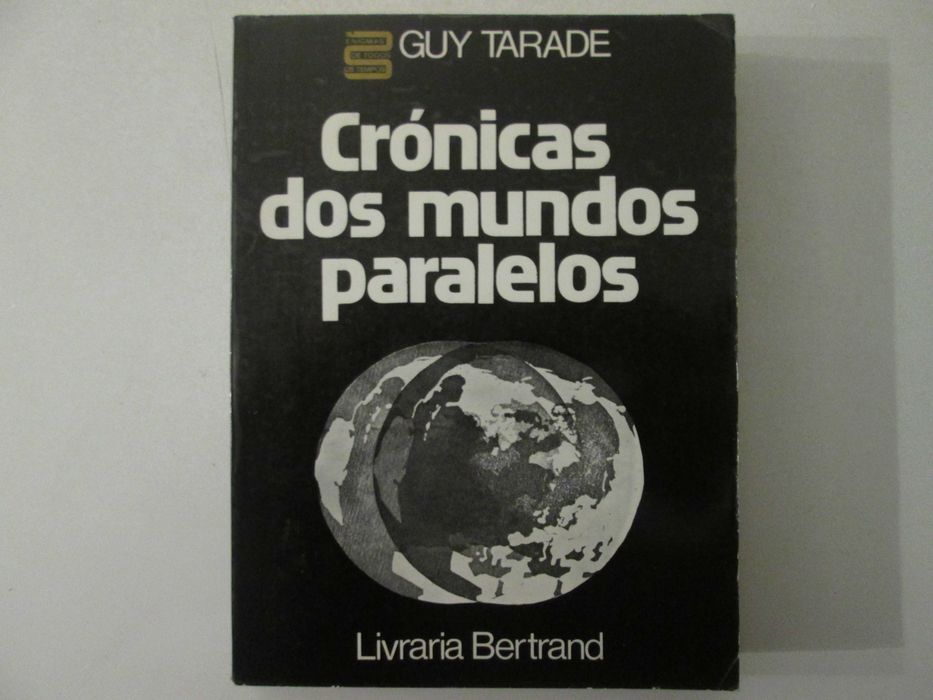 ENIGMAS
DE TODOS
OS TEMPOS
GUY TARADE
Crónicas
dos mundos
paralelos
Livraria Bertrand